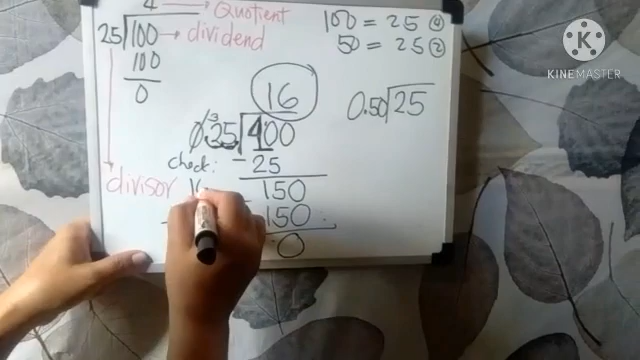 4 → Quotient
25 100 → dividend
100
0
divisor
100 = 25 ④
50 = 25 ②
16
0.25 400
check: - 25
150
150
0
0.50 25
KINEMASTER